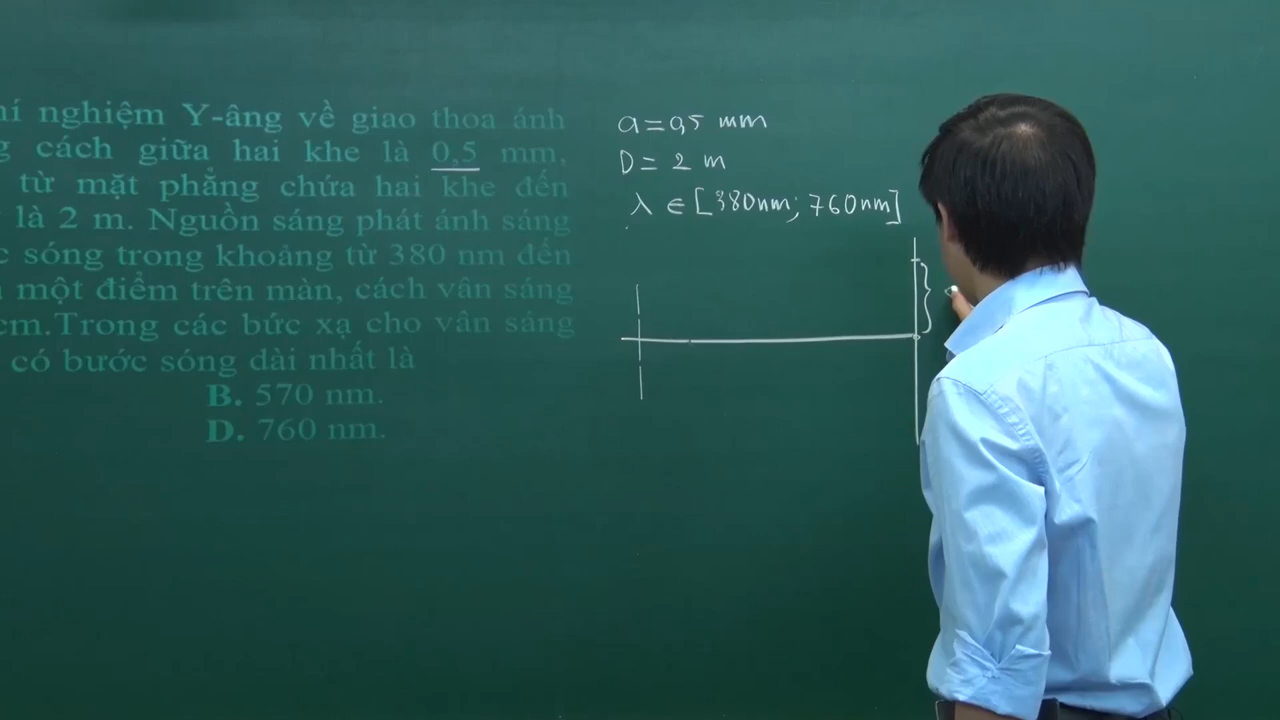 hí nghiệm Y-âng về giao thoa ánh
g cách giữa hai khe là 0,5 mm,
từ mặt phẳng chứa hai khe đến
là 2 m. Nguồn sáng phát ánh sáng
c sóng trong khoảng từ 380 nm đến
một điểm trên màn, cách vân sáng
cm.Trong các bức xạ cho vân sáng
có bước sóng dài nhất là
B. 570 nm.
D. 760 nm.
a = 0,5 mm
D = 2 m
λ ∈ [380nm; 760nm]